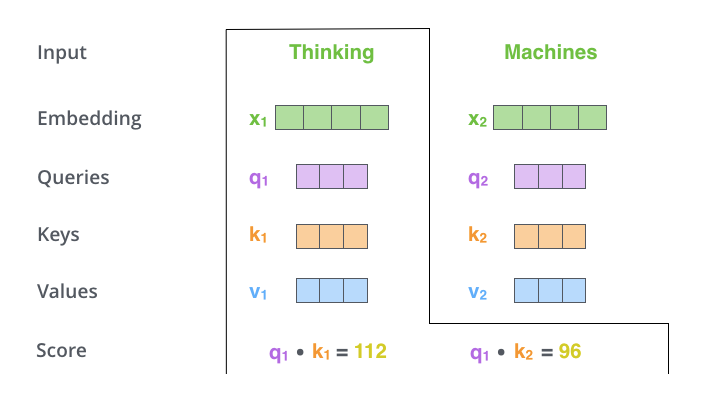 Input Thinking Machines
Embedding x₁ x₂
Queries q₁ q₂
Keys k₁ k₂
Values v₁ v₂
Score q₁ • k₁ = 112 q₁ • k₂ = 96